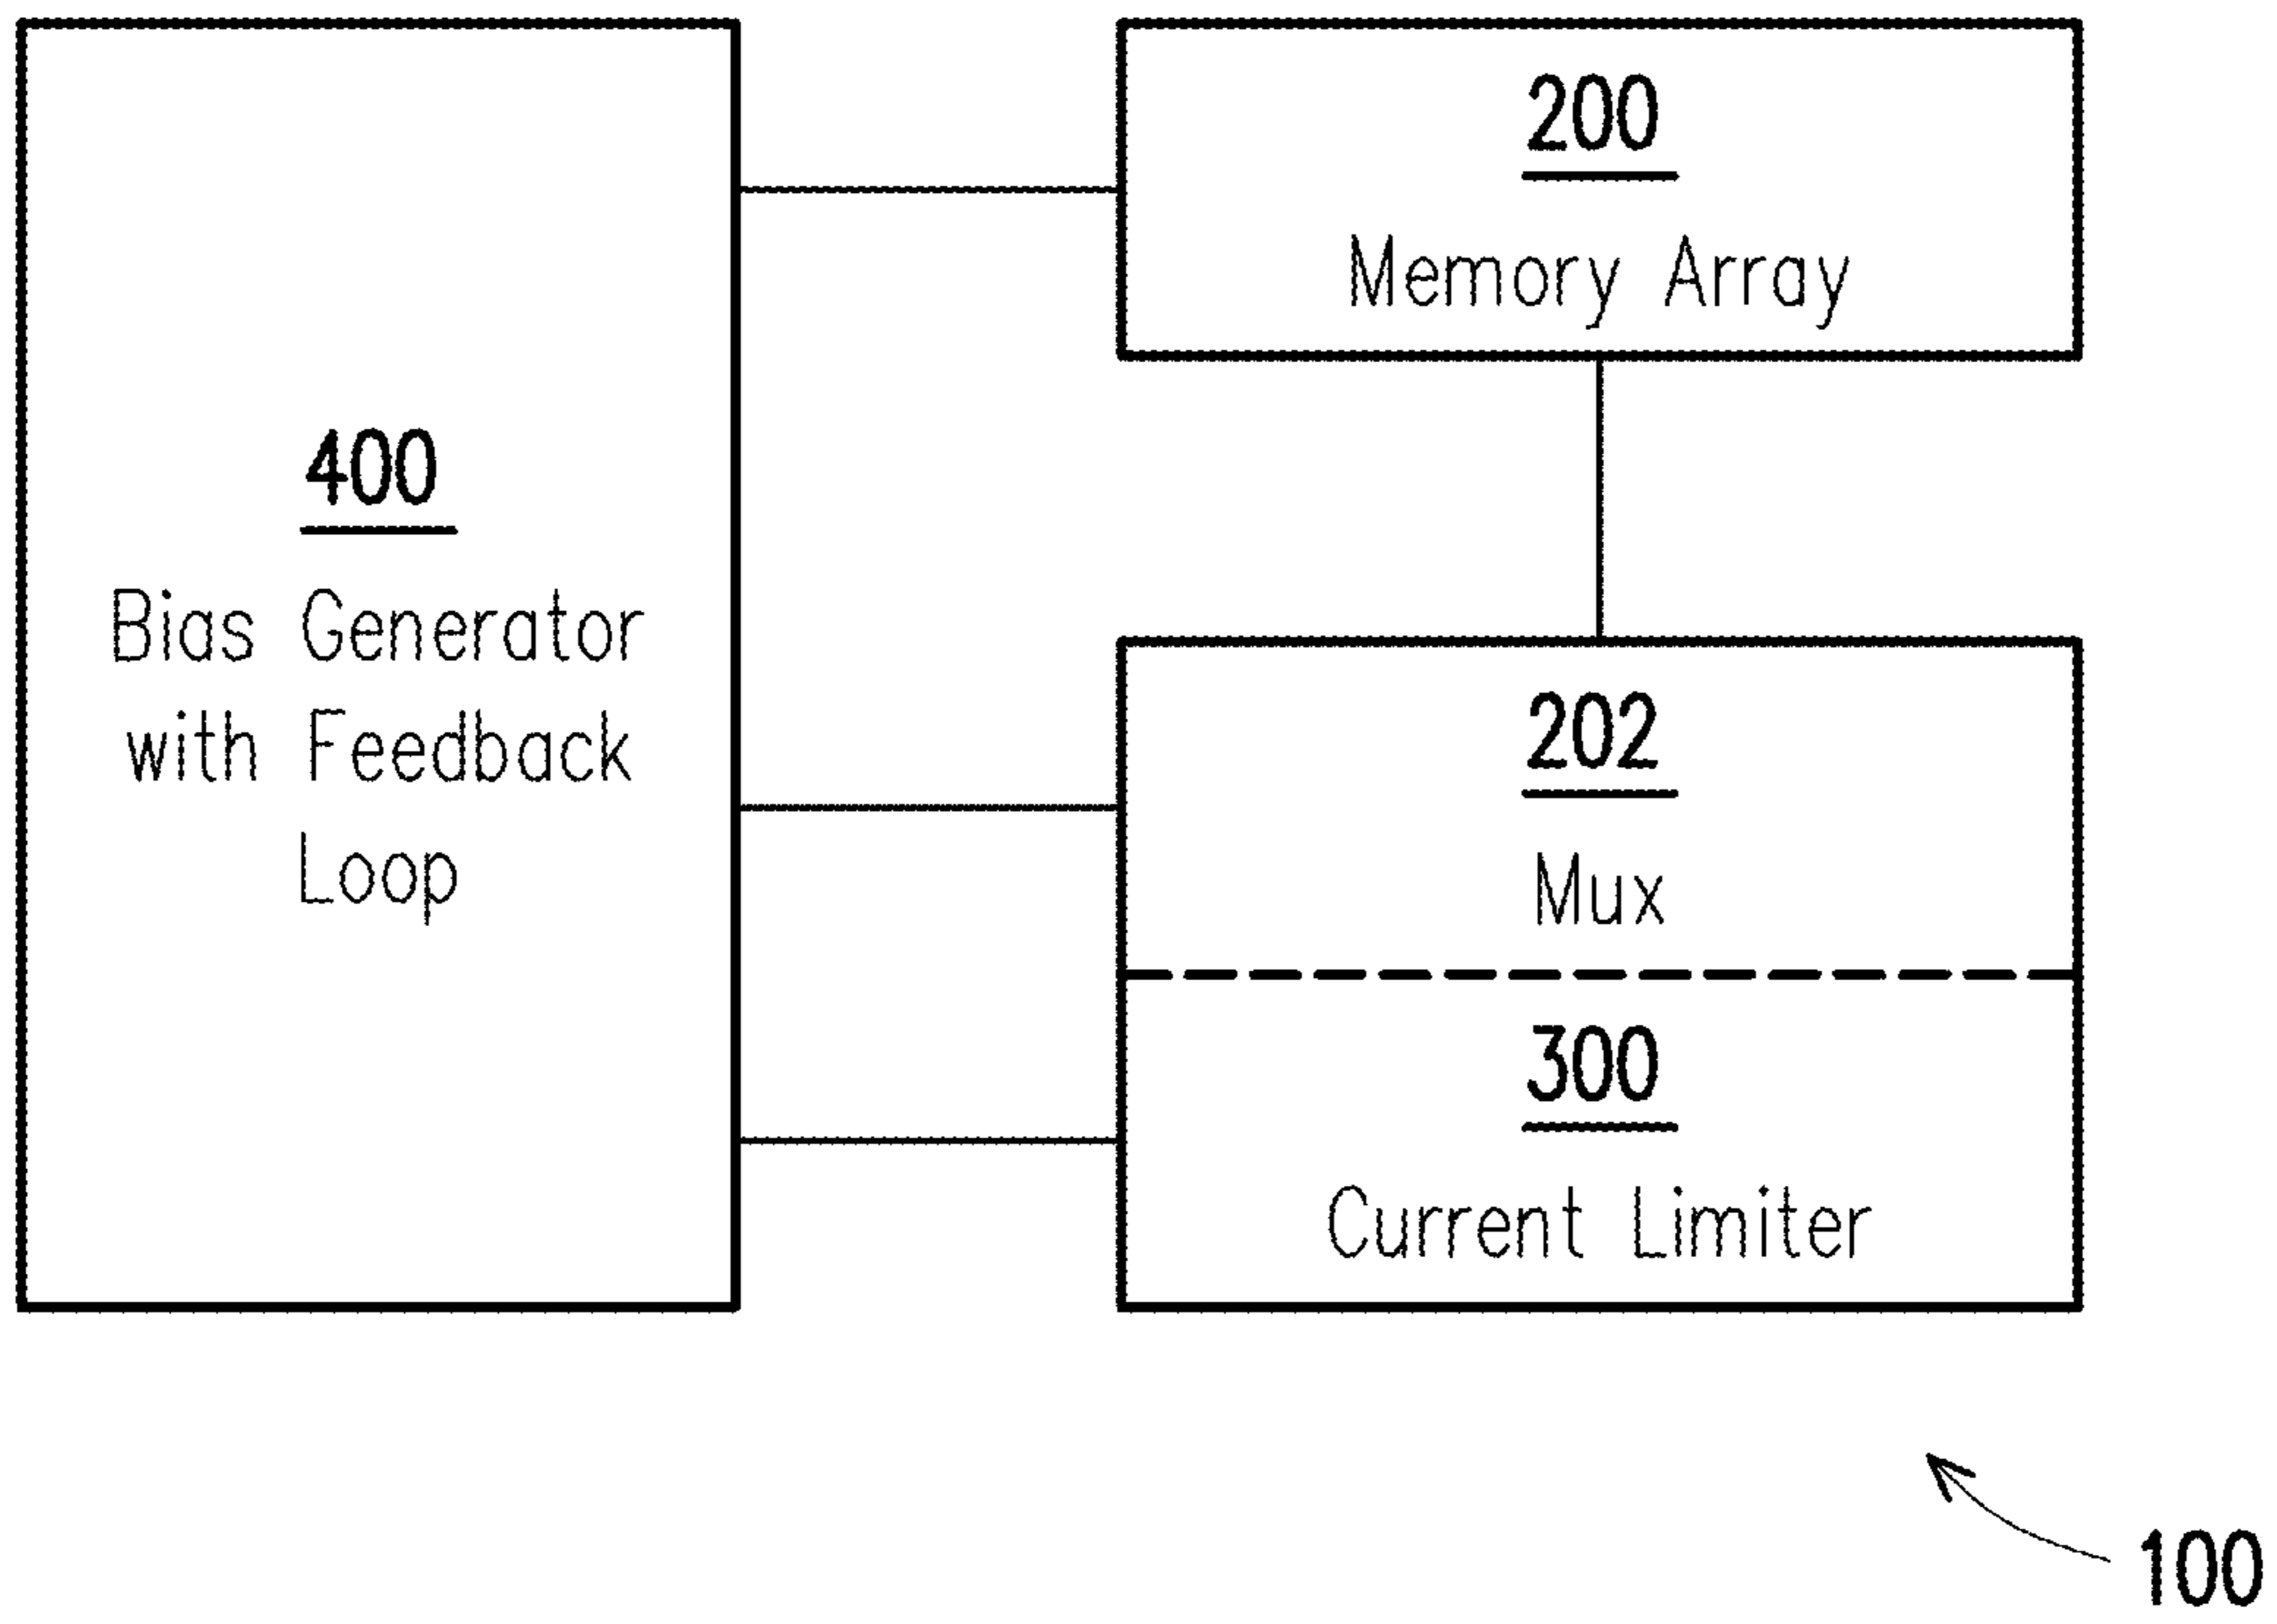 400
Bias Generator
with Feedback
Loop
200
Memory Array
202
Mux
300
Current Limiter
100